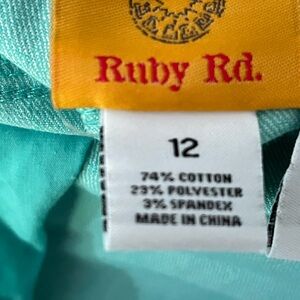 Ruby Rd.
12
74% COTTON
23% POLYESTER
3% SPANDEX
MADE IN CHINA